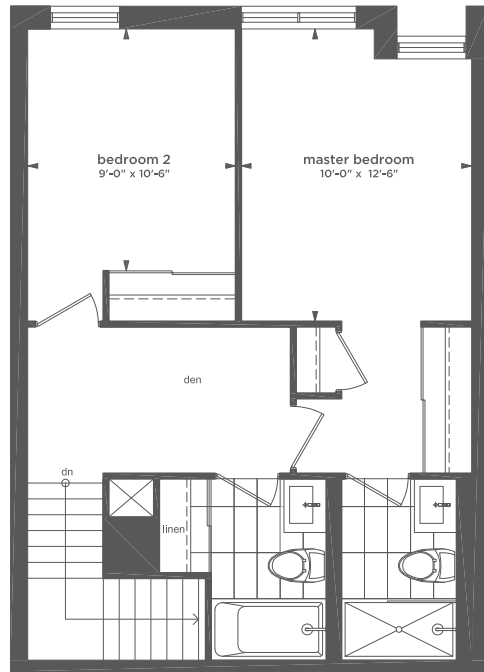 bedroom 2
9'-0" x 10'-6"
master bedroom
10'-0" x 12'-6"
den
dn
linen